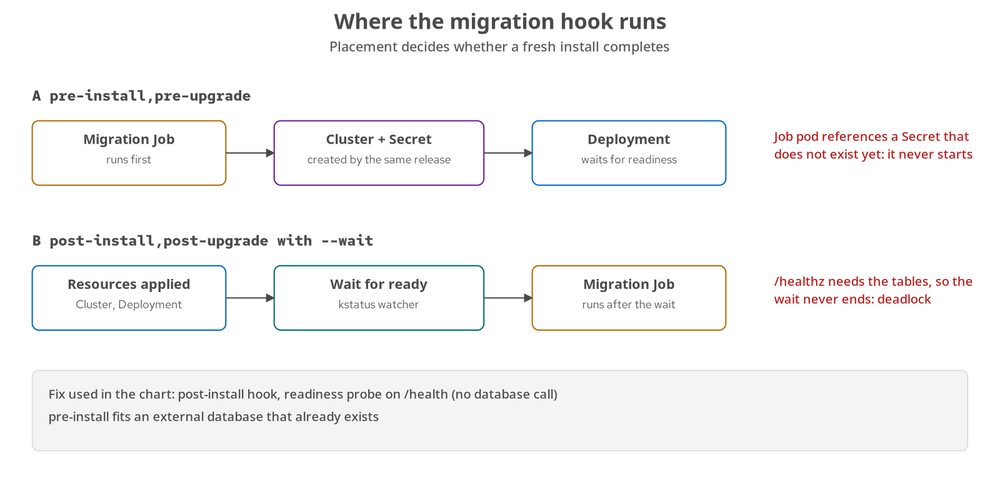 Where the migration hook runs
Placement decides whether a fresh install completes
A pre-install,pre-upgrade
Migration Job
runs first
Cluster + Secret
created by the same release
Deployment
waits for readiness
Job pod references a Secret that
does not exist yet: it never starts
B post-install,post-upgrade with --wait
Resources applied
Cluster, Deployment
Wait for ready
kstatus watcher
Migration Job
runs after the wait
/healthz needs the tables, so the
wait never ends: deadlock
Fix used in the chart: post-install hook, readiness probe on /health (no database call)
pre-install fits an external database that already exists